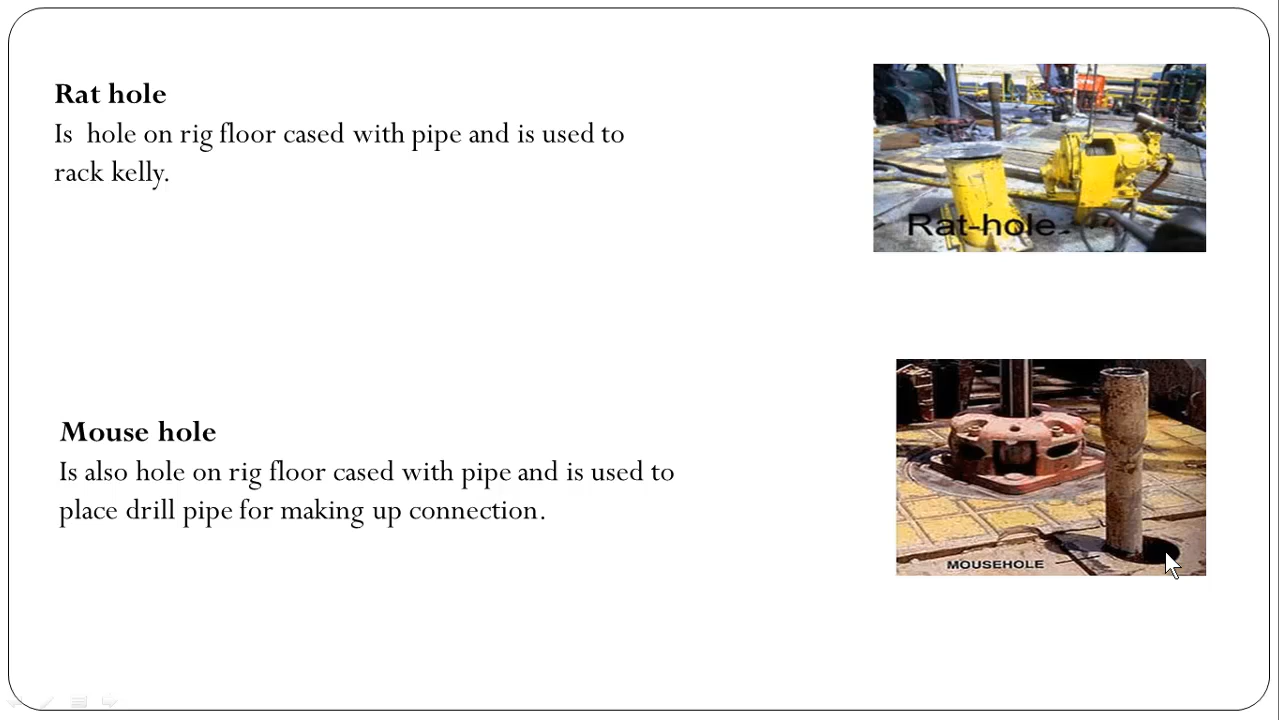 Rat hole
Is hole on rig floor cased with pipe and is used to
rack kelly.
Rat-hole
Mouse hole
Is also hole on rig floor cased with pipe and is used to
place drill pipe for making up connection.
MOUSEHOLE